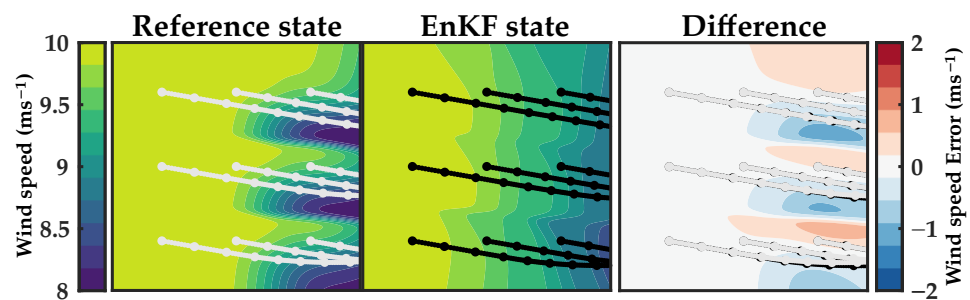 Reference state
EnKF state
Difference
Wind speed (ms⁻¹)
10
9.5
9
8.5
8
2
1
0
−1
−2
Wind speed Error (ms⁻¹)